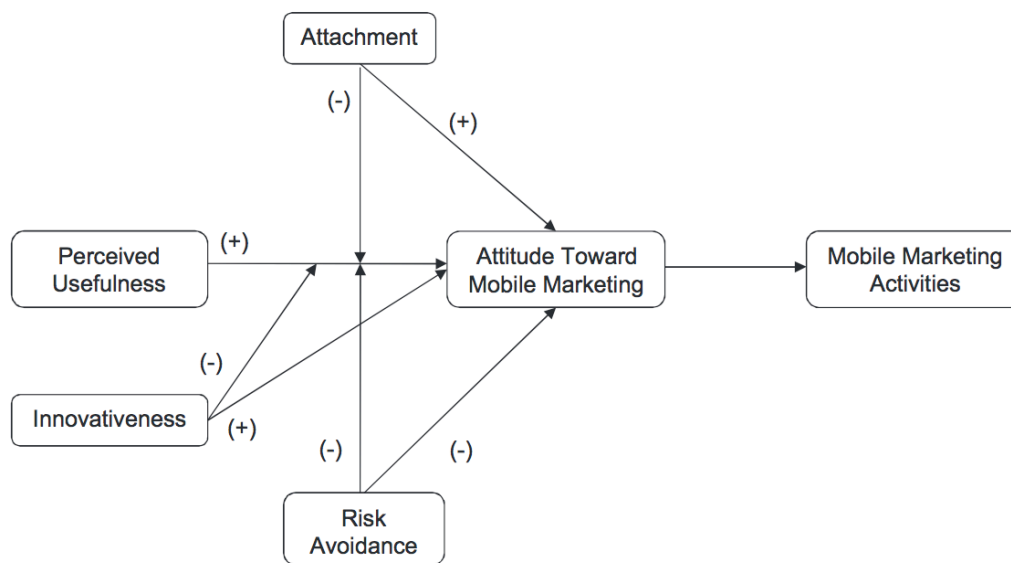 Attachment
(-)
(+)
(+)
Perceived
Usefulness
Attitude Toward
Mobile Marketing
Mobile Marketing
Activities
(-)
Innovativeness
(+)
(-)
(-)
Risk
Avoidance